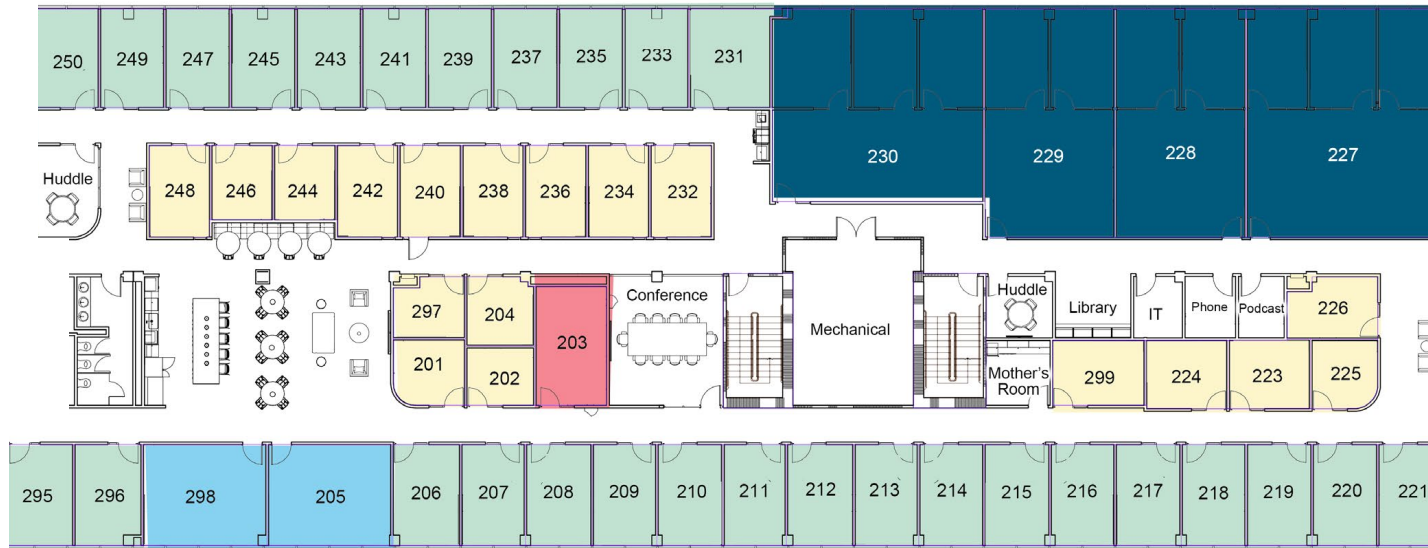 250 249 247 245 243 241 239 237 235 233 231
230 229 228 227
Huddle
248 246 244 242 240 238 236 234 232
297 204 203 Conference
201 202
Mechanical
Huddle Library IT Phone Podcast 226
Mother's
Room
299 224 223 225
295 296 298 205 206 207 208 209 210 211 212 213 214 215 216 217 218 219 220 221